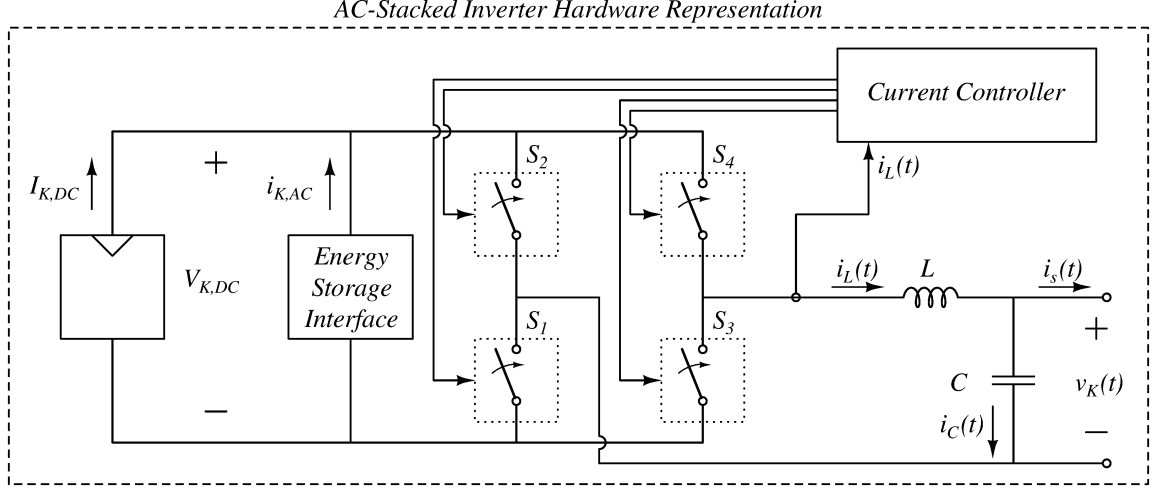 AC-Stacked Inverter Hardware Representation
Current Controller
I_{K,DC}
+
i_{K,AC}
S_2
S_4
i_L(t)
V_{K,DC}
Energy
Storage
Interface
i_L(t)
L
i_s(t)
S_1
S_3
+
C
v_K(t)
−
i_C(t)
−